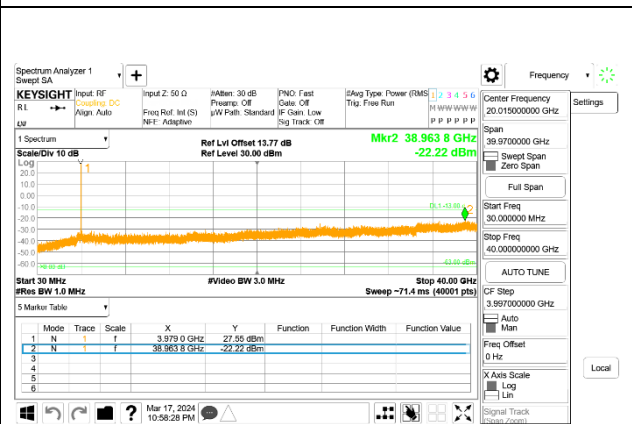 Spectrum Analyzer 1
Swept SA
+
Frequency
KEYSIGHT
Input: RF
Input Z: 50 Ω
#Atten: 30 dB
PNO: Fast
#Avg Type: Power (RMS
1 2 3 4 5 6
RL
Coupling: DC
Preamp: Off
Gate: Off
Trig: Free Run
M W W W W W
Align: Auto
Freq Ref: Int (S)
µW Path: Standard
IF Gain: Low
NFE: Adaptive
Sig Track: Off
P P P P P P
Center Frequency
20.015000000 GHz
Settings
1 Spectrum
Ref Lvl Offset 13.77 dB
Mkr2 38.963 8 GHz
Scale/Div 10 dB
Ref Level 30.00 dBm
-22.22 dBm
Span
39.9700000 GHz
Swept Span
Zero Span
Full Span
Start Freq
30.000000 MHz
Stop Freq
40.000000000 GHz
AUTO TUNE
CF Step
3.997000000 GHz
Auto
Man
Freq Offset
0 Hz
X Axis Scale
Log
Lin
Signal Track
(Span Zoom)
Local
Log
20.0
10.0
0.00
-10.0
-20.0
-30.0
-40.0
-50.0
-60.0
1
2
Start 30 MHz
#Video BW 3.0 MHz
Stop 40.00 GHz
#Res BW 1.0 MHz
Sweep ~71.4 ms (40001 pts)
5 Marker Table
Mode Trace Scale X Y Function Function Width Function Value
1 N 1 f 3.979 0 GHz 27.55 dBm
2 N 1 f 38.963 8 GHz -22.22 dBm
3
4
5
6
?
Mar 17, 2024
10:58:28 PM